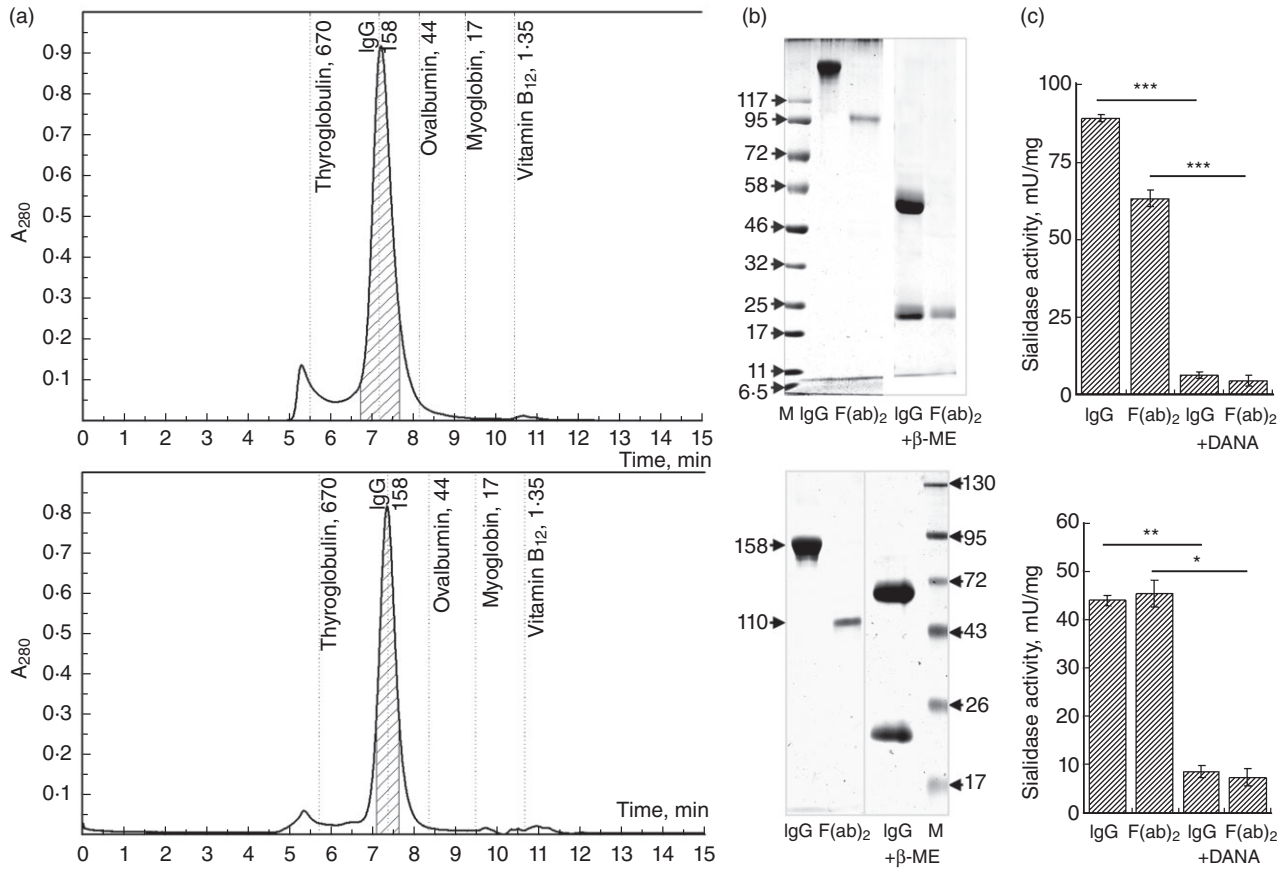 (a)
0·9
0·8
0·7
0·6
0·5
0·4
0·3
0·2
0·1
A280
Thyroglobulin, 670
IgG
158
Ovalbumin, 44
Myoglobin, 17
Vitamin B12, 1·35
0 1 2 3 4 5 6 7 8 9 10 11 12 13 14 15
Time, min
(b)
117
95
72
58
46
32
25
17
11
6·5
M IgG F(ab)2 IgG F(ab)2
+β-ME
(c)
Sialidase activity, mU/mg
100
75
50
25
0
***
***
IgG F(ab)2 IgG F(ab)2
+DANA
0·8
0·7
0·6
0·5
0·4
0·3
0·2
0·1
A280
Thyroglobulin, 670
IgG
158
Ovalbumin, 44
Myoglobin, 17
Vitamin B12, 1·35
Time, min
0 1 2 3 4 5 6 7 8 9 10 11 12 13 14 15
158
110
130
95
72
43
26
17
IgG F(ab)2 IgG M
+β-ME
Sialidase activity, mU/mg
60
50
40
30
20
10
0
**
*
IgG F(ab)2 IgG F(ab)2
+DANA